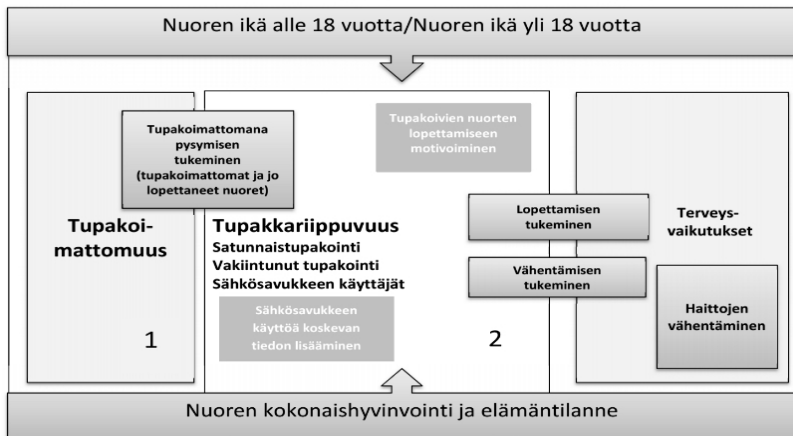 Nuoren ikä alle 18 vuotta/Nuoren ikä yli 18 vuotta
Tupakoimattomana
pysymisen
tukeminen
(tupakoimattomat ja jo
lopettaneet nuoret)
Tupakoi-
mattomuus
1
Tupakoivien nuorten
lopettamiseen
motivoiminen
Tupakkariippuvuus
Satunnaistupakointi
Vakiintunut tupakointi
Sähkösavukkeen käyttäjät
Sähkösavukkeen
käyttöä koskevan
tiedon lisääminen
2
Lopettamisen
tukeminen
Vähentämisen
tukeminen
Terveys-
vaikutukset
Haittojen
vähentäminen
Nuoren kokonaishyvinvointi ja elämäntilanne